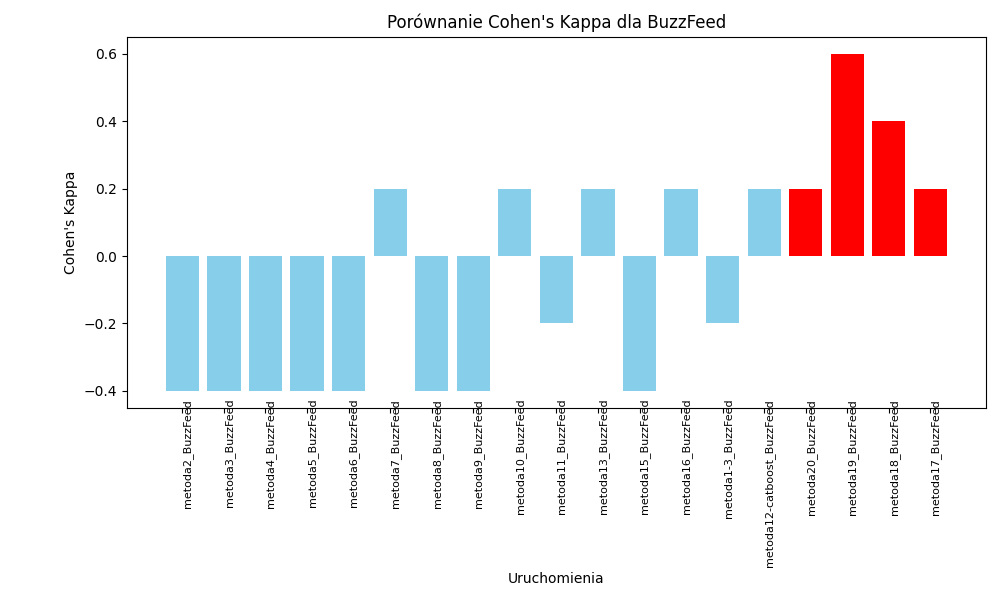 Porównanie Cohen's Kappa dla BuzzFeed
Cohen's Kappa
0.6
0.4
0.2
0.0
−0.2
−0.4
metoda2_BuzzFeed
metoda3_BuzzFeed
metoda4_BuzzFeed
metoda5_BuzzFeed
metoda6_BuzzFeed
metoda7_BuzzFeed
metoda8_BuzzFeed
metoda9_BuzzFeed
metoda10_BuzzFeed
metoda11_BuzzFeed
metoda13_BuzzFeed
metoda15_BuzzFeed
metoda16_BuzzFeed
metoda1-3_BuzzFeed
metoda12-catboost_BuzzFeed
metoda20_BuzzFeed
metoda19_BuzzFeed
metoda18_BuzzFeed
metoda17_BuzzFeed
Uruchomienia